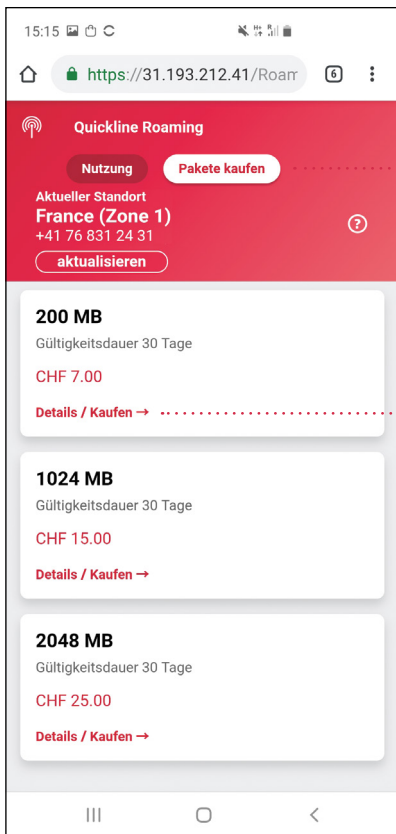 15:15
https://31.193.212.41/Roam
6
Quickline Roaming
Nutzung
Pakete kaufen
Aktueller Standort
France (Zone 1)
+41 76 831 24 31
aktualisieren
200 MB
Gültigkeitsdauer 30 Tage
CHF 7.00
Details / Kaufen →
1024 MB
Gültigkeitsdauer 30 Tage
CHF 15.00
Details / Kaufen →
2048 MB
Gültigkeitsdauer 30 Tage
CHF 25.00
Details / Kaufen →